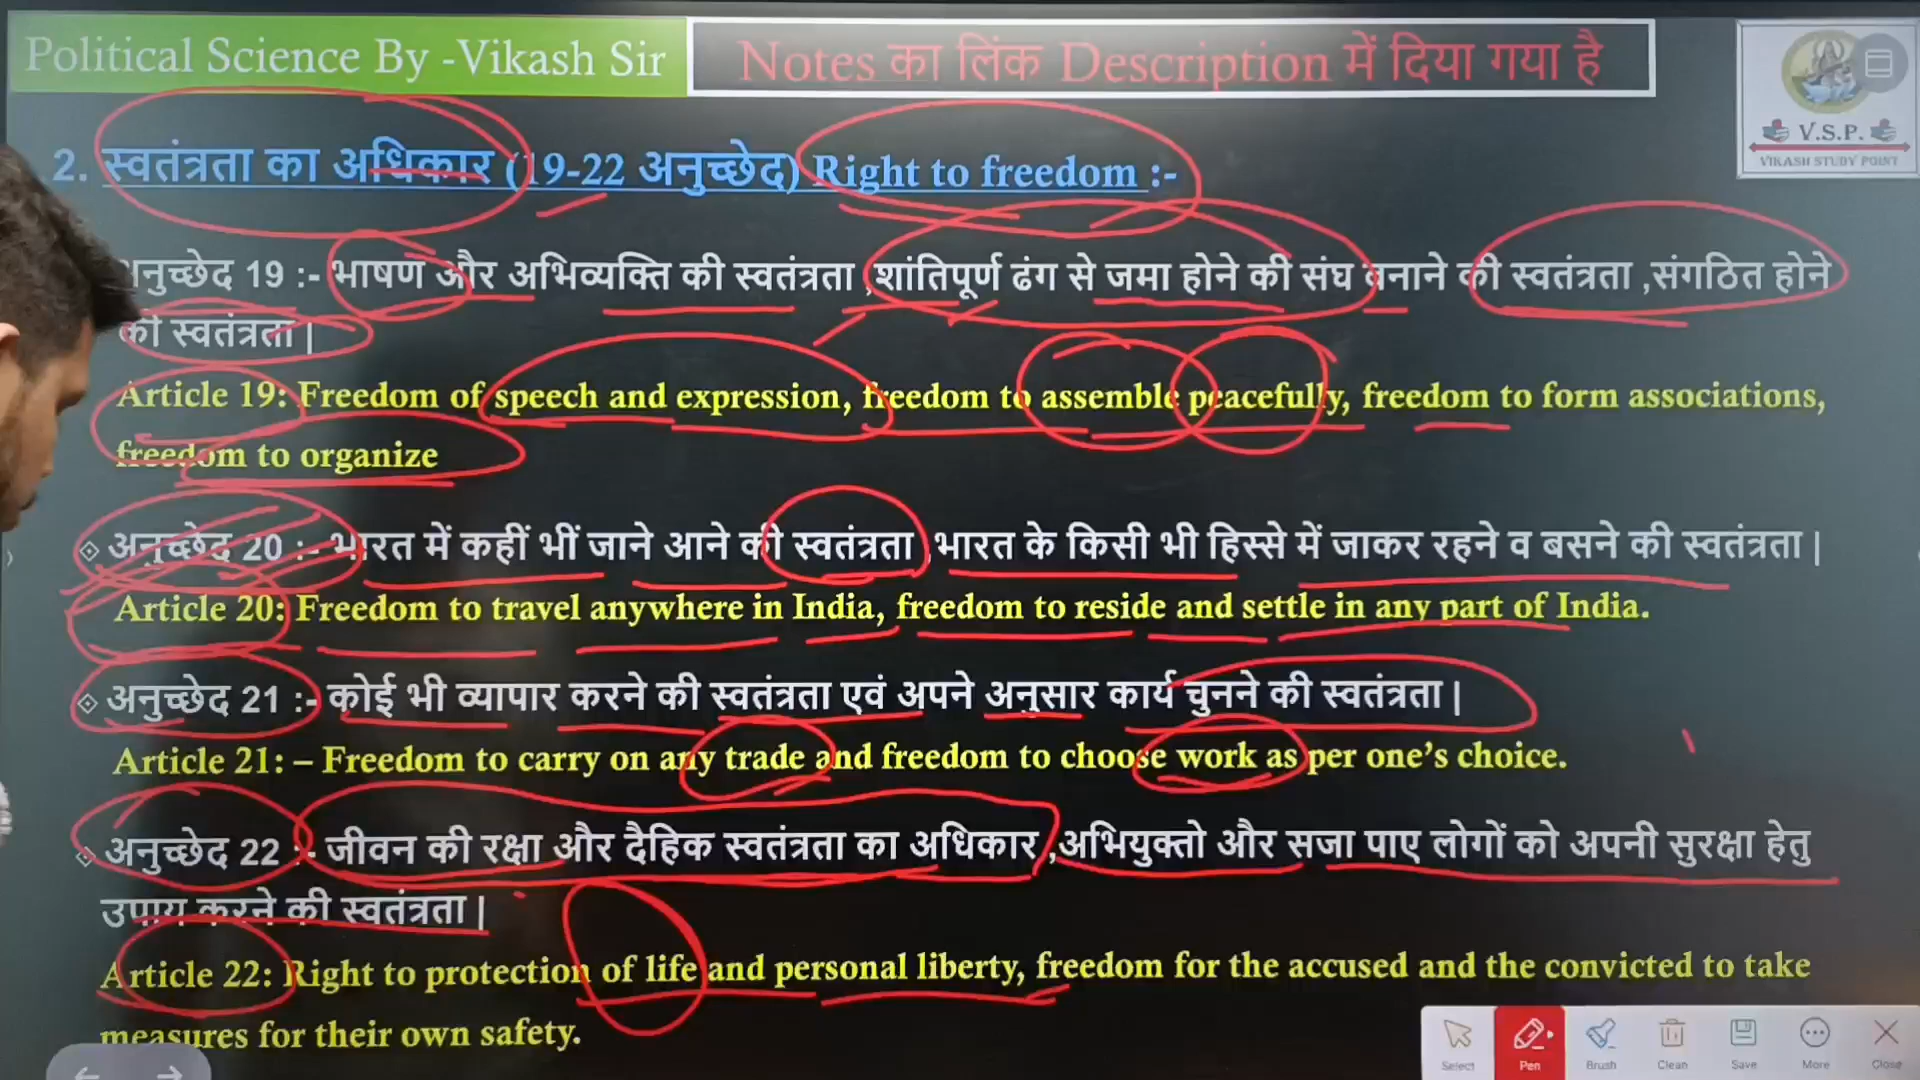 Political Science By -Vikash Sir
Notes का लिंक Description में दिया गया है
V.S.P.
VIKASH STUDY POINT
2. स्वतंत्रता का अधिकार (19-22 अनुच्छेद) Right to freedom :-
अनुच्छेद 19 :- भाषण और अभिव्यक्ति की स्वतंत्रता ,शांतिपूर्ण ढंग से जमा होने की संघ बनाने की स्वतंत्रता ,संगठित होने
की स्वतंत्रता |
Article 19: Freedom of speech and expression, freedom to assemble peacefully, freedom to form associations,
freedom to organize
अनुच्छेद 20 :- भारत में कहीं भीं जाने आने की स्वतंत्रता ,भारत के किसी भी हिस्से में जाकर रहने व बसने की स्वतंत्रता |
Article 20: Freedom to travel anywhere in India, freedom to reside and settle in any part of India.
अनुच्छेद 21 :- कोई भी व्यापार करने की स्वतंत्रता एवं अपने अनुसार कार्य चुनने की स्वतंत्रता |
Article 21: – Freedom to carry on any trade and freedom to choose work as per one’s choice.
अनुच्छेद 22 :- जीवन की रक्षा और दैहिक स्वतंत्रता का अधिकार ,अभियुक्तो और सजा पाए लोगों को अपनी सुरक्षा हेतु
उपाय करने की स्वतंत्रता |
Article 22: Right to protection of life and personal liberty, freedom for the accused and the convicted to take
measures for their own safety.
Select Pen Brush Clean Save More Close